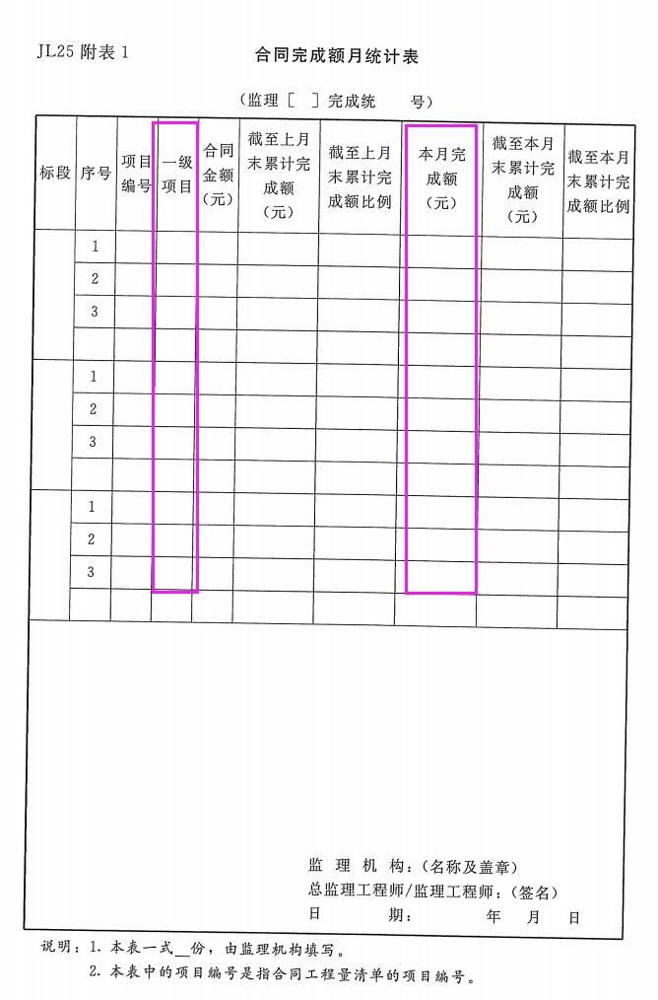 JL25 附表 1
合同完成额月统计表
(监理［　］完成统　　号)
标段
序号
项目
编号
一级
项目
合同
金额
(元)
截至上月
末累计完
成额
(元)
截至上月
末累计完
成额比例
本月完
成额
(元)
截至本月
末累计完
成额
(元)
截至本月
末累计完
成额比例
1
2
3
1
2
3
1
2
3
监 理 机 构：(名称及盖章)
总监理工程师/监理工程师：(签名)
日　　　期：　　　年　月　日
说明：1. 本表一式__份，由监理机构填写。
2. 本表中的项目编号是指合同工程量清单的项目编号。